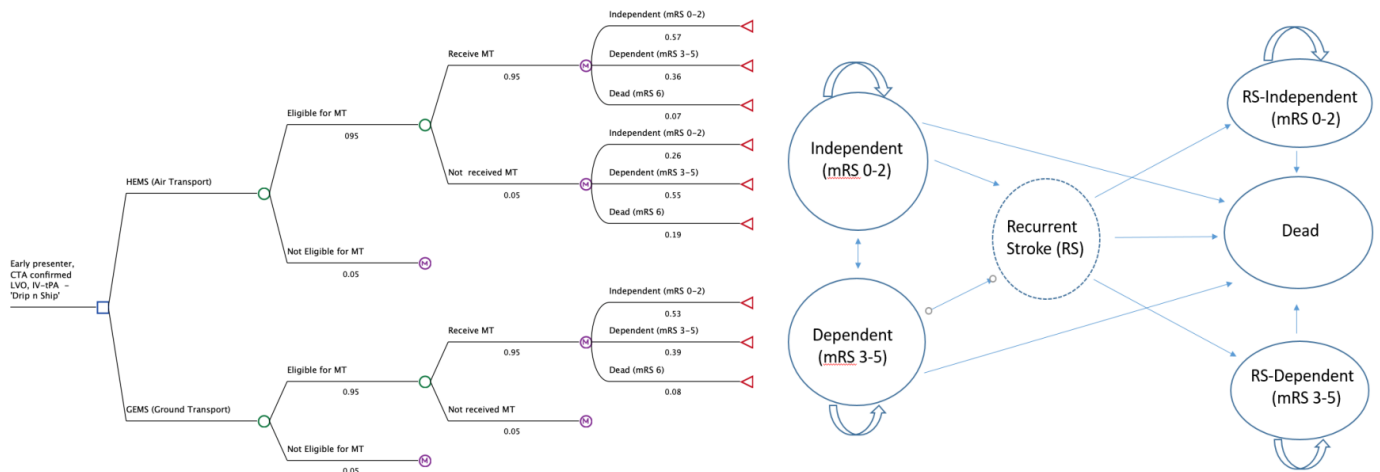 Independent (mRS 0-2)
0.57
Receive MT
Dependent (mRS 3-5)
0.95
0.36
Dead (mRS 6)
0.07
Eligible for MT
Independent (mRS 0-2)
095
0.26
Not  received MT
Dependent (mRS 3-5)
0.05
0.55
HEMS (Air Transport)
Dead (mRS 6)
0.19
Not Eligible for MT
0.05
Early presenter,
CTA confirmed
LVO, IV-tPA  -
'Drip n Ship'
Independent (mRS 0-2)
0.53
Receive MT
Dependent (mRS 3-5)
0.95
0.39
Dead (mRS 6)
0.08
Eligible for MT
0.95
Not received MT
0.05
GEMS (Ground Transport)
Not Eligible for MT
0.05
M
M
M
M
M
M
Independent
(mRS 0-2)
Dependent
(mRS 3-5)
Recurrent
Stroke (RS)
RS-Independent
(mRS 0-2)
Dead
RS-Dependent
(mRS 3-5)